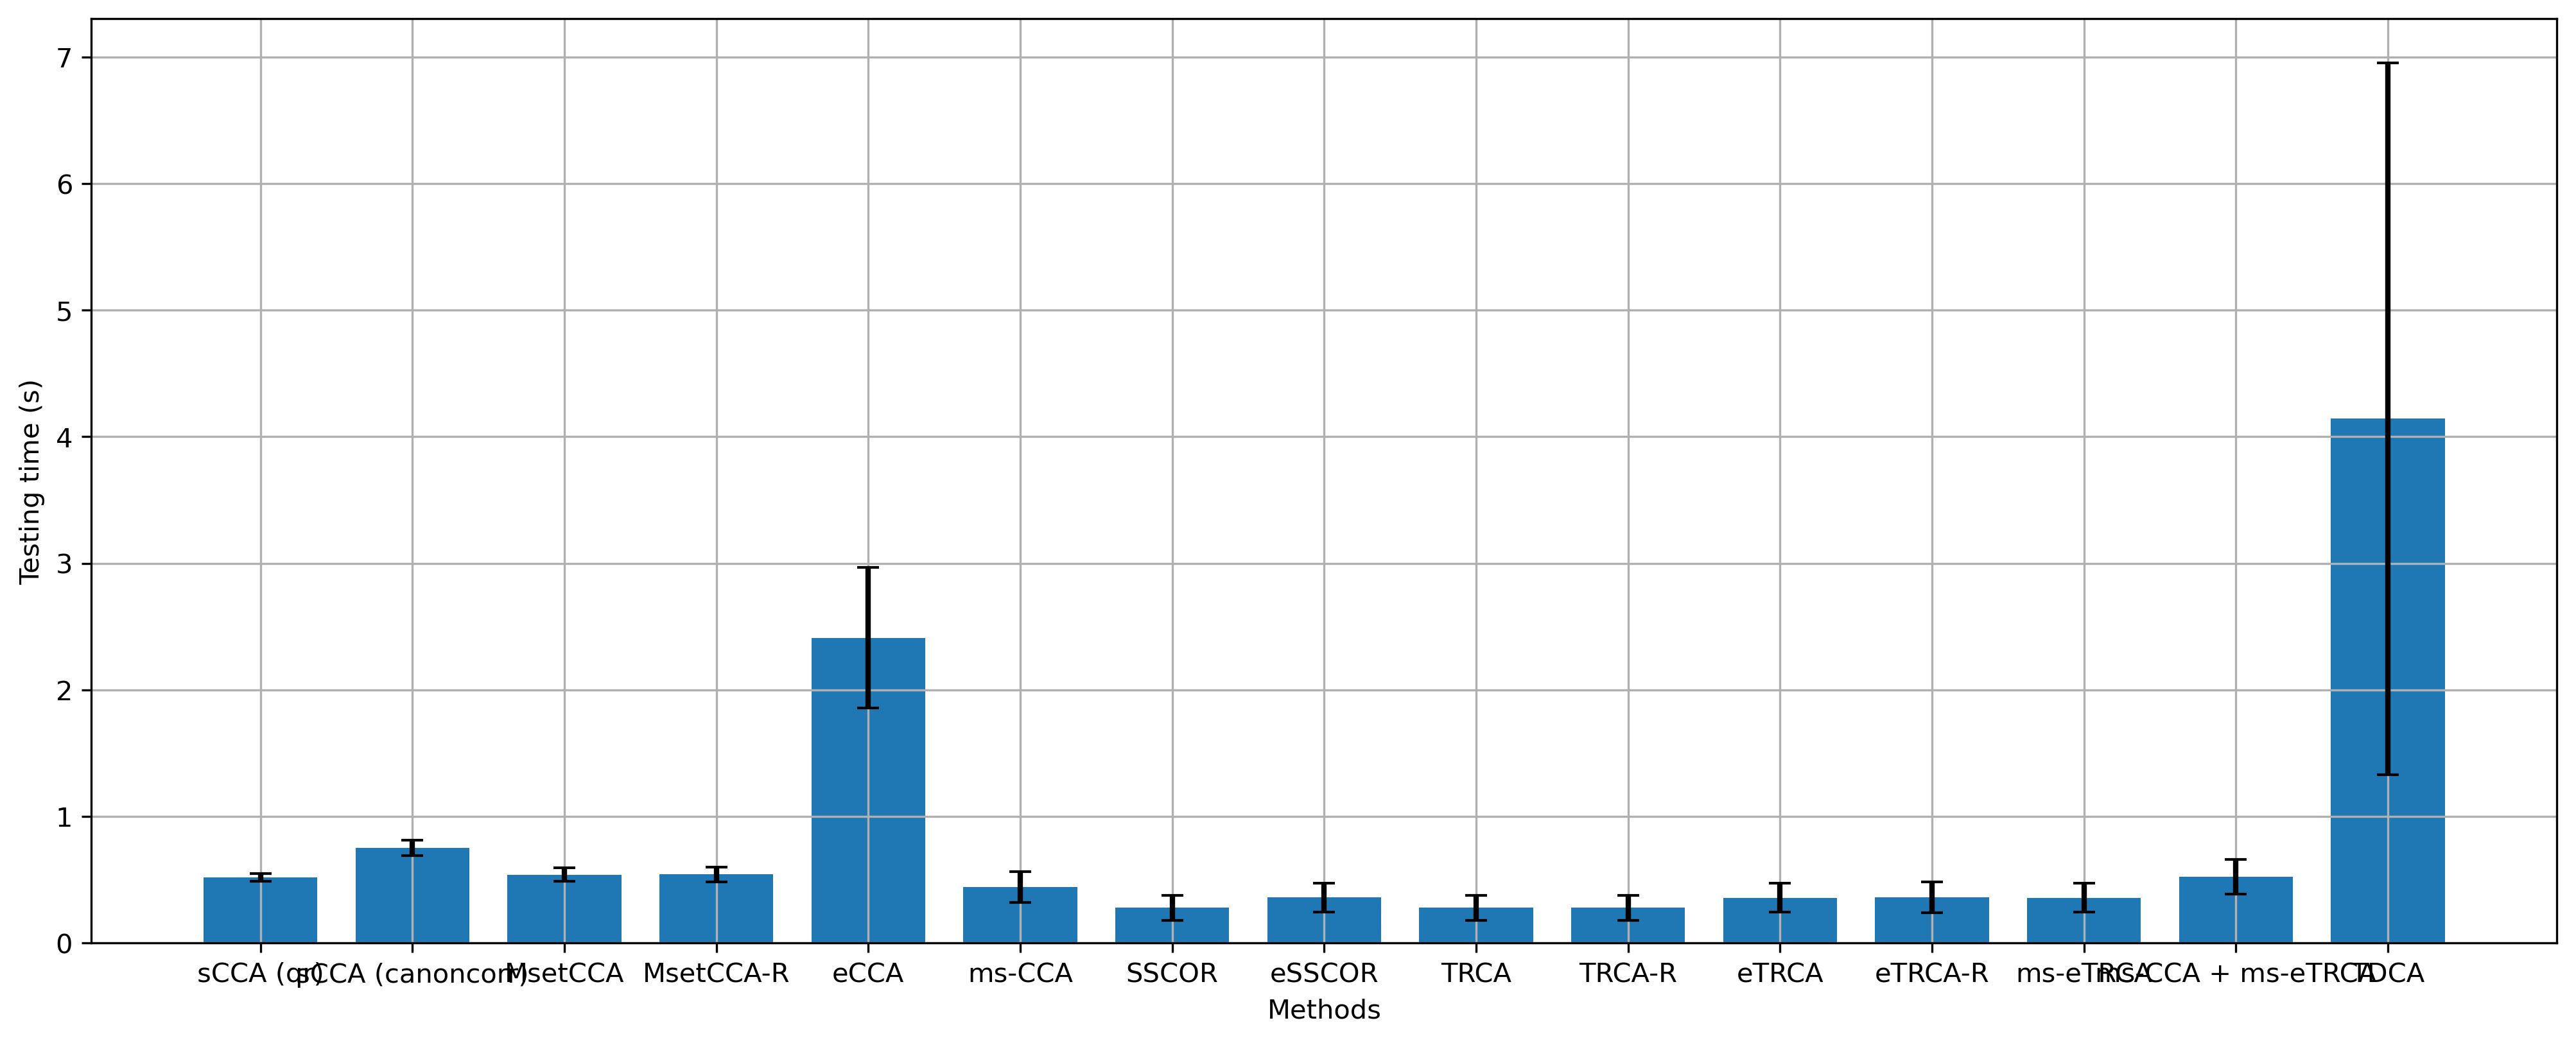 7
6
5
4
3
2
1
0
Testing time (s)
sCCA (qr) sCCA (canoncorr) MsetCCA MsetCCA-R eCCA ms-CCA SSCOR eSSCOR TRCA TRCA-R eTRCA eTRCA-R ms-eTRCA ms-CCA + ms-eTRCA TDCA
Methods